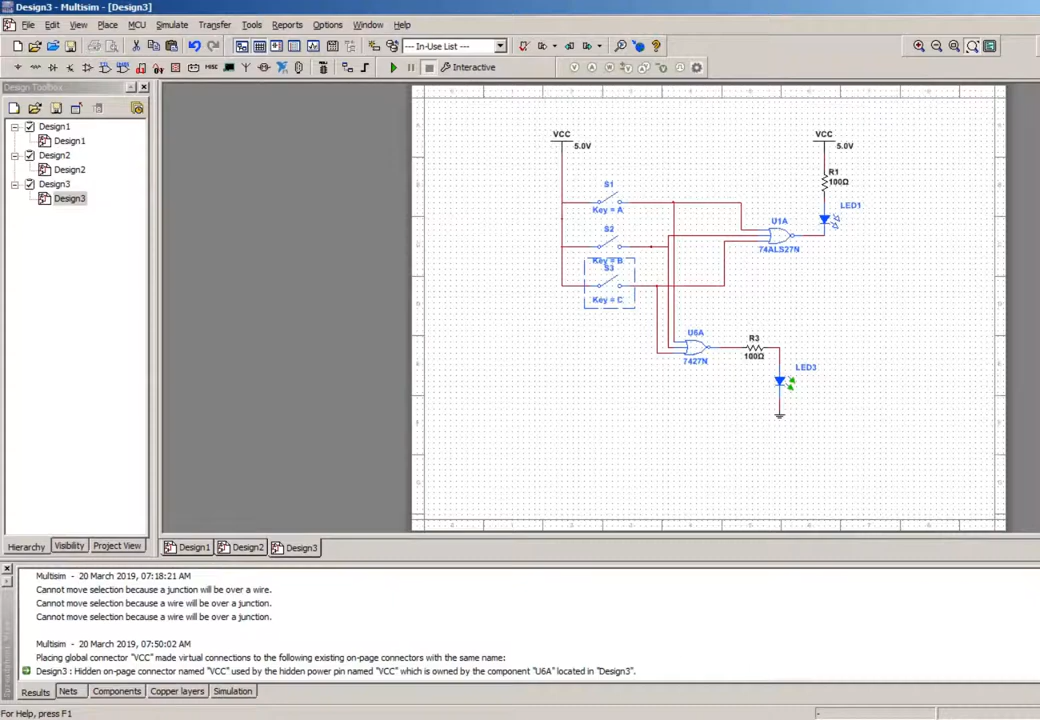 Design3 - Multisim - [Design3]
File Edit View Place MCU Simulate Transfer Tools Reports Options Window Help
--- In-Use List ---
MISC Interactive
Design Toolbox
Design1
Design1
Design2
Design2
Design3
Design3
Hierarchy Visibility Project View
VCC
5.0V
VCC
5.0V
R1
100Ω
S1
Key = A
LED1
U1A
74ALS27N
S2
Key = B
S3
Key = C
U6A
7427N
R3
100Ω
LED3
Design1 Design2 Design3
Multisim - 20 March 2019, 07:18:21 AM
Cannot move selection because a junction will be over a wire.
Cannot move selection because a wire will be over a junction.
Cannot move selection because a wire will be over a junction.
Multisim - 20 March 2019, 07:50:02 AM
Placing global connector "VCC" made virtual connections to the following existing on-page connectors with the same name:
Design3 : Hidden on-page connector named "VCC" used by the hidden power pin named "VCC" which is owned by the component "U6A" located in "Design3".
Results Nets Components Copper layers Simulation
For Help, press F1